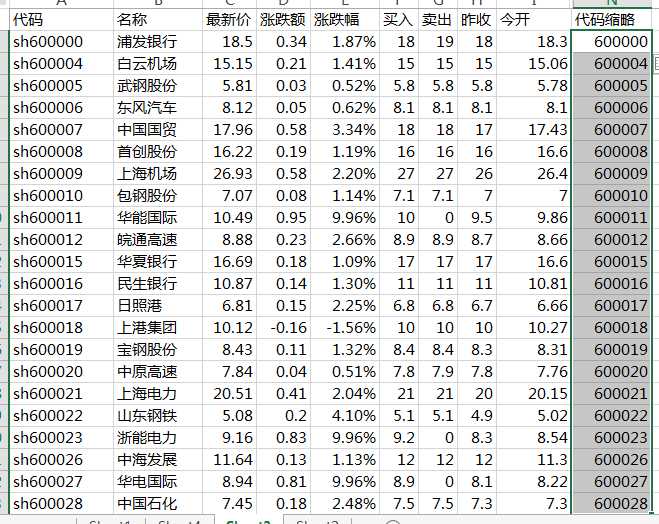 代码 名称 最新价 涨跌额 涨跌幅 买入 卖出 昨收 今开 代码缩略
sh600000 浦发银行 18.5 0.34 1.87% 18 19 18 18.3 600000
sh600004 白云机场 15.15 0.21 1.41% 15 15 15 15.06 600004
sh600005 武钢股份 5.81 0.03 0.52% 5.8 5.8 5.8 5.78 600005
sh600006 东风汽车 8.12 0.05 0.62% 8.1 8.1 8.1 8.1 600006
sh600007 中国国贸 17.96 0.58 3.34% 18 18 17 17.43 600007
sh600008 首创股份 16.22 0.19 1.19% 16 16 16 16.6 600008
sh600009 上海机场 26.93 0.58 2.20% 27 27 26 26.4 600009
sh600010 包钢股份 7.07 0.08 1.14% 7.1 7.1 7 7 600010
sh600011 华能国际 10.49 0.95 9.96% 10 0 9.5 9.86 600011
sh600012 皖通高速 8.88 0.23 2.66% 8.9 8.9 8.7 8.66 600012
sh600015 华夏银行 16.69 0.18 1.09% 17 17 17 16.6 600015
sh600016 民生银行 10.87 0.14 1.30% 11 11 11 10.81 600016
sh600017 日照港 6.81 0.15 2.25% 6.8 6.8 6.7 6.66 600017
sh600018 上港集团 10.12 -0.16 -1.56% 10 10 10 10.27 600018
sh600019 宝钢股份 8.43 0.11 1.32% 8.4 8.4 8.3 8.31 600019
sh600020 中原高速 7.84 0.04 0.51% 7.8 7.9 7.8 7.76 600020
sh600021 上海电力 20.51 0.41 2.04% 21 21 20 20.15 600021
sh600022 山东钢铁 5.08 0.2 4.10% 5.1 5.1 4.9 5.02 600022
sh600023 浙能电力 9.16 0.83 9.96% 9.2 0 8.3 8.54 600023
sh600026 中海发展 11.64 0.13 1.13% 12 12 12 11.3 600026
sh600027 华电国际 8.94 0.81 9.96% 8.9 0 8.1 8.22 600027
sh600028 中国石化 7.45 0.18 2.48% 7.5 7.5 7.3 7.3 600028